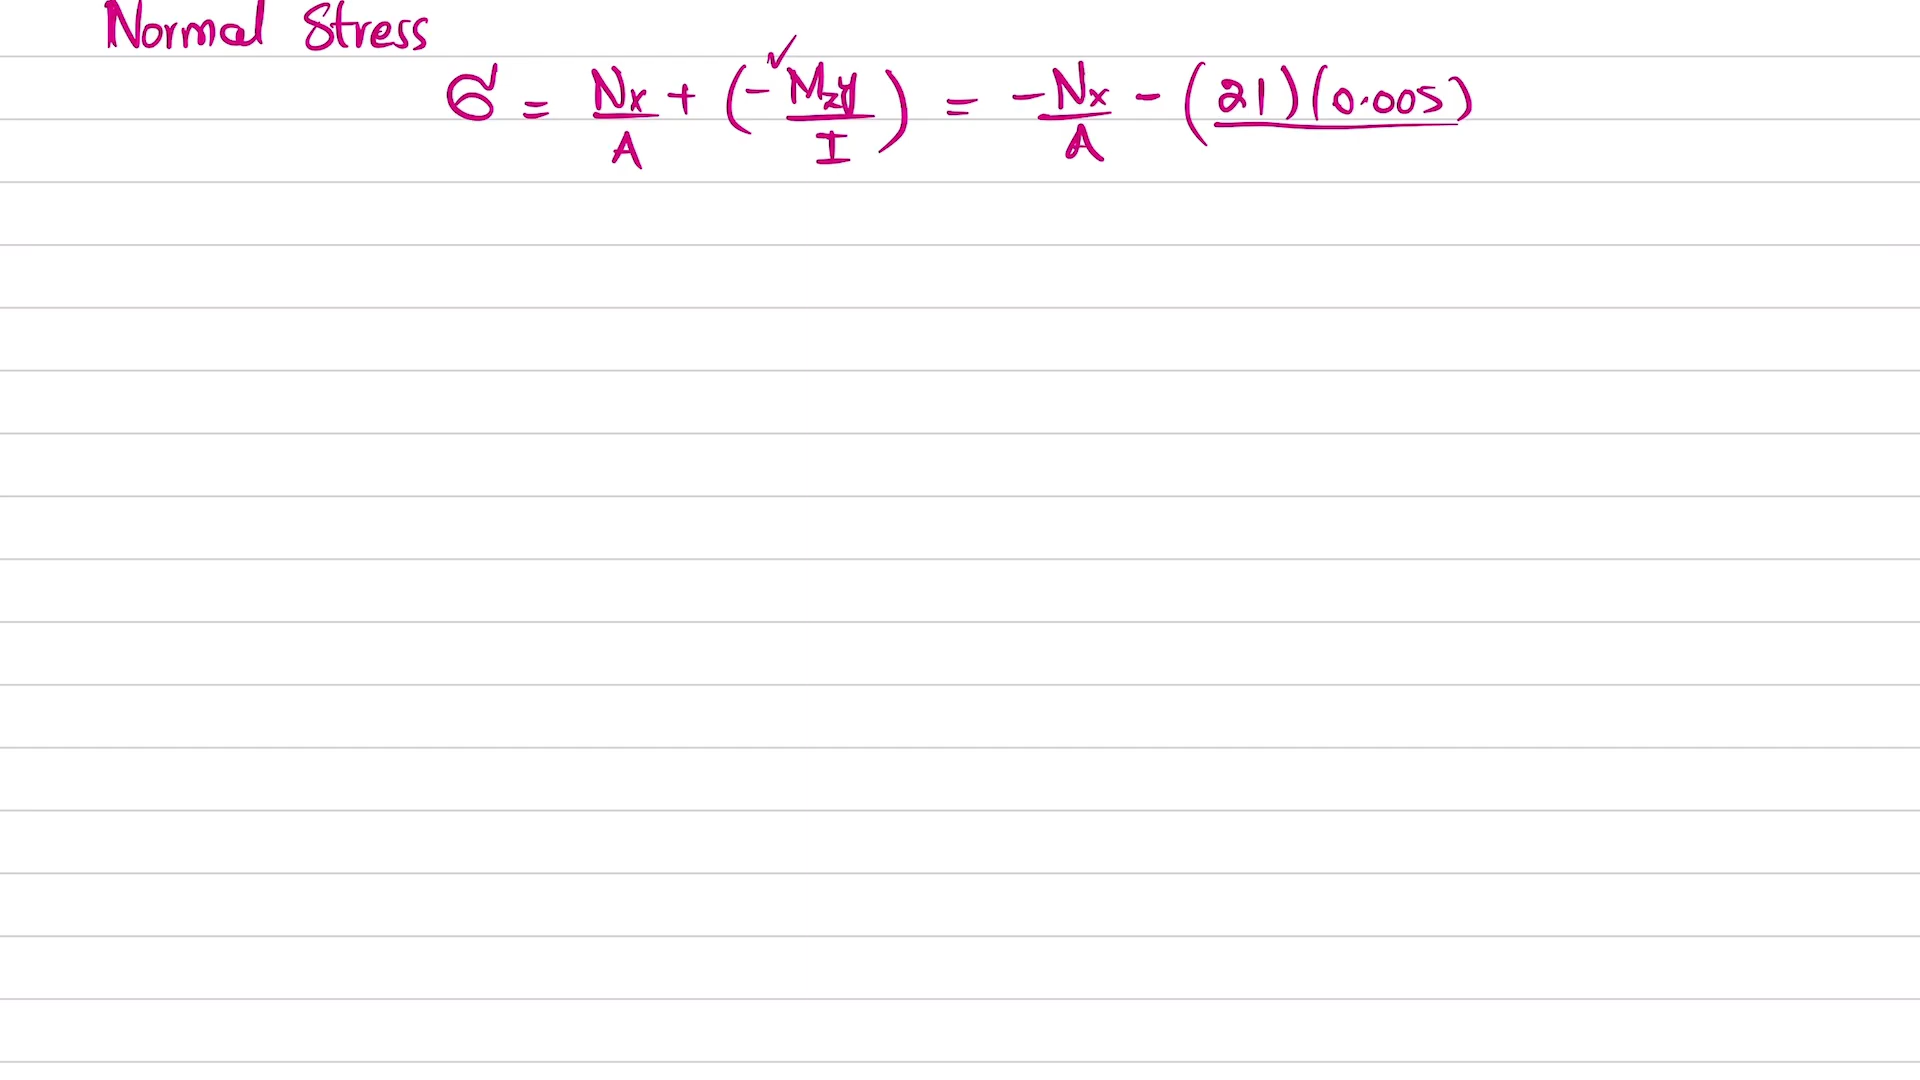 Normal Stress
σ = Nx/A + (- Mzy/I) = -Nx/A - (21)(0.005)